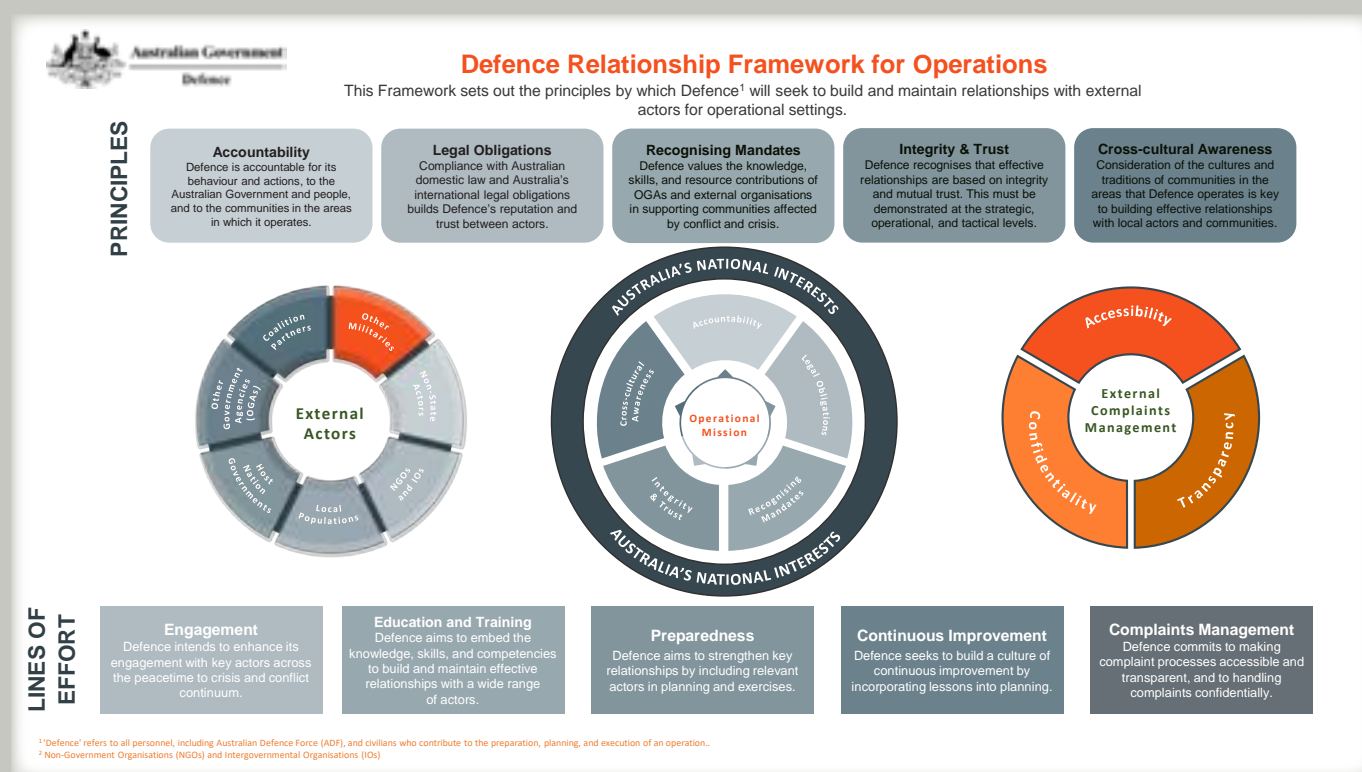 Australian Government
Defence
Defence Relationship Framework for Operations
This Framework sets out the principles by which Defence¹ will seek to build and maintain relationships with external
actors for operational settings.
PRINCIPLES
Accountability
Defence is accountable for its
behaviour and actions, to the
Australian Government and people,
and to the communities in the areas
in which it operates.
Legal Obligations
Compliance with Australian
domestic law and Australia's
international legal obligations
builds Defence's reputation and
trust between actors.
Recognising Mandates
Defence values the knowledge,
skills, and resource contributions of
OGAs and external organisations
in supporting communities affected
by conflict and crisis.
Integrity & Trust
Defence recognises that effective
relationships are based on integrity
and mutual trust. This must be
demonstrated at the strategic,
operational, and tactical levels.
Cross-cultural Awareness
Consideration of the cultures and
traditions of communities in the
areas that Defence operates is key
to building effective relationships
with local actors and communities.
External
Actors
Coalition
Partners
Other
Militaries
Non-State
Actors
NGOs
and IOs
Local
Populations
Host
Nation
Governments
Other
Government
Agencies
(OGAs)
AUSTRALIA'S NATIONAL INTERESTS
Accountability
Legal Obligations
Recognising
Mandates
Integrity
& Trust
Cross-cultural
Awareness
Operational
Mission
AUSTRALIA'S NATIONAL INTERESTS
Accessibility
Transparency
Confidentiality
External
Complaints
Management
LINES OF
EFFORT
Engagement
Defence intends to enhance its
engagement with key actors across
the peacetime to crisis and conflict
continuum.
Education and Training
Defence aims to embed the
knowledge, skills, and competencies
to build and maintain effective
relationships with a wide range
of actors.
Preparedness
Defence aims to strengthen key
relationships by including relevant
actors in planning and exercises.
Continuous Improvement
Defence seeks to build a culture of
continuous improvement by
incorporating lessons into planning.
Complaints Management
Defence commits to making
complaint processes accessible and
transparent, and to handling
complaints confidentially.
¹ 'Defence' refers to all personnel, including Australian Defence Force (ADF), and civilians who contribute to the preparation, planning, and execution of an operation..
² Non-Government Organisations (NGOs) and Intergovernmental Organisations (IOs)